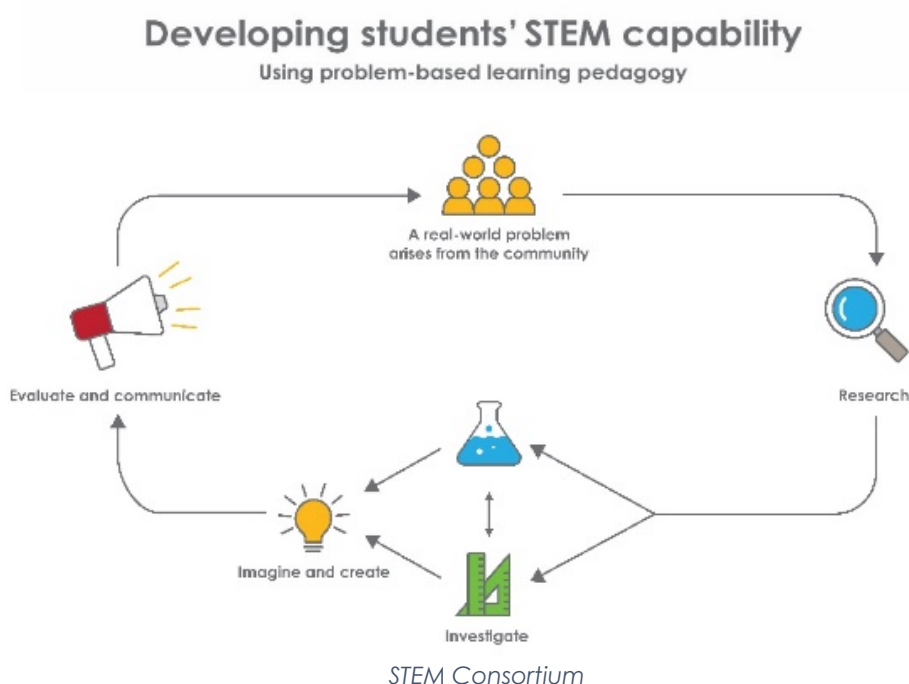 Developing students' STEM capability
Using problem-based learning pedagogy
A real-world problem
arises from the community
Evaluate and communicate
Research
Imagine and create
Investigate
STEM Consortium